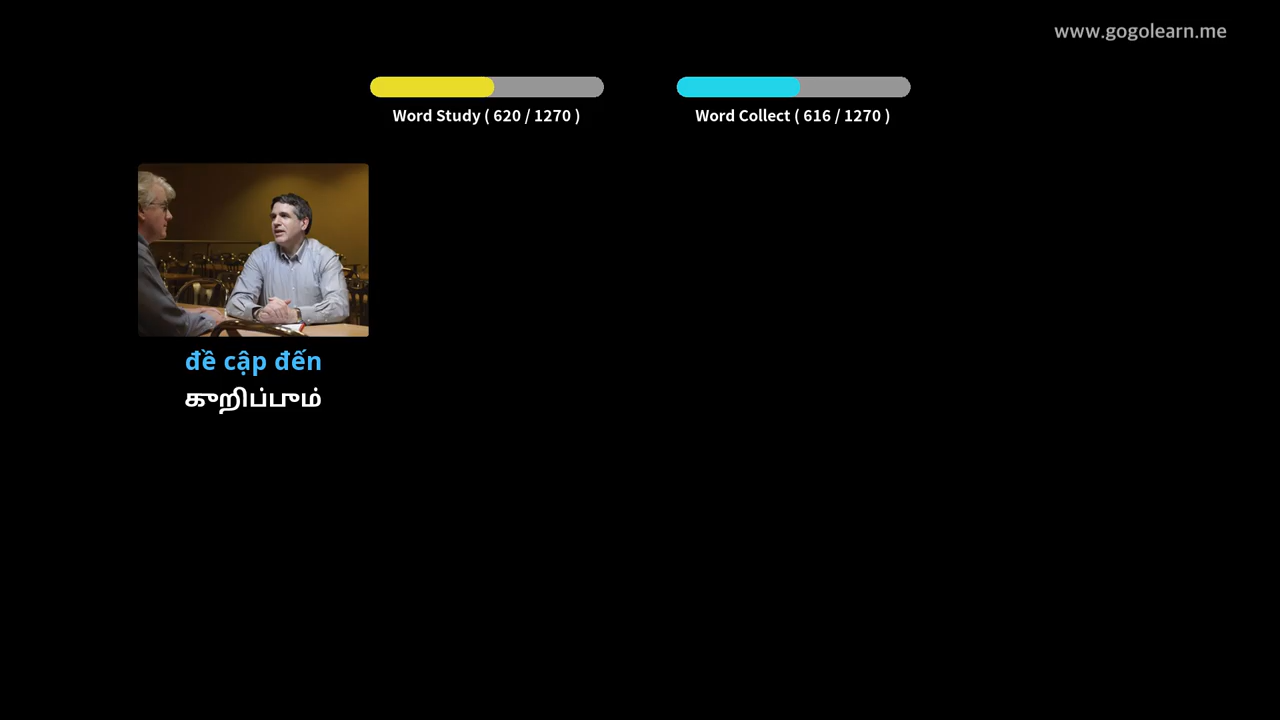 www.gogolearn.me
Word Study ( 620 / 1270 )
Word Collect ( 616 / 1270 )
đề cập đến
குறிப்பும்